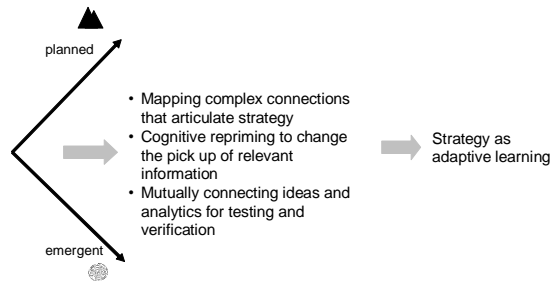 planned
• Mapping complex connections
that articulate strategy
• Cognitive repriming to change
the pick up of relevant
information
• Mutually connecting ideas and
analytics for testing and
verification
Strategy as
adaptive learning
emergent